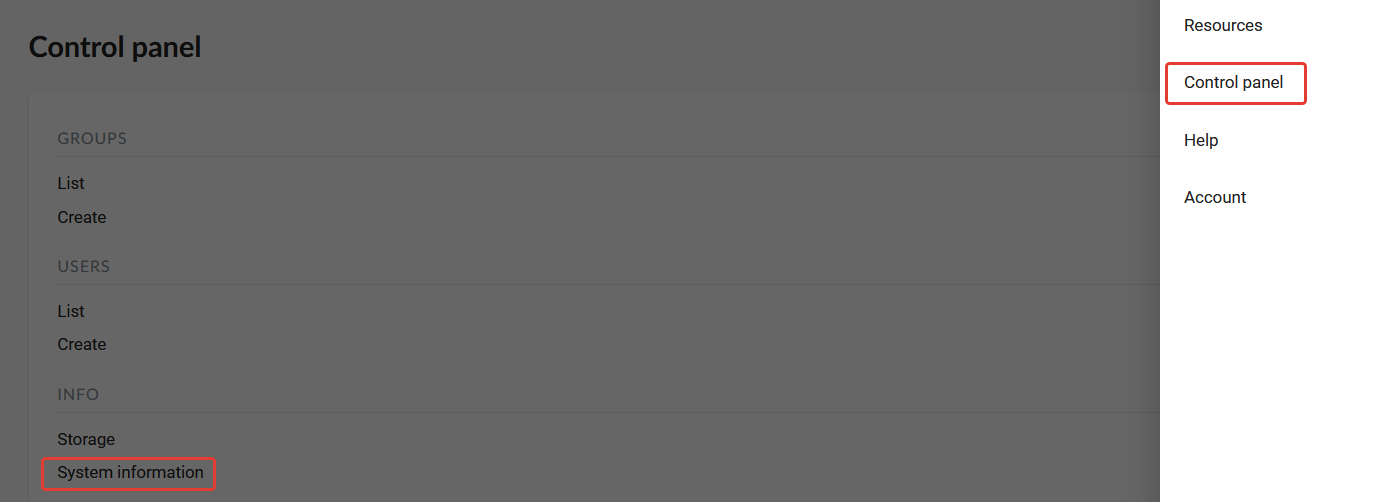 Control panel
GROUPS
List
Create
USERS
List
Create
INFO
Storage
System information
Resources
Control panel
Help
Account